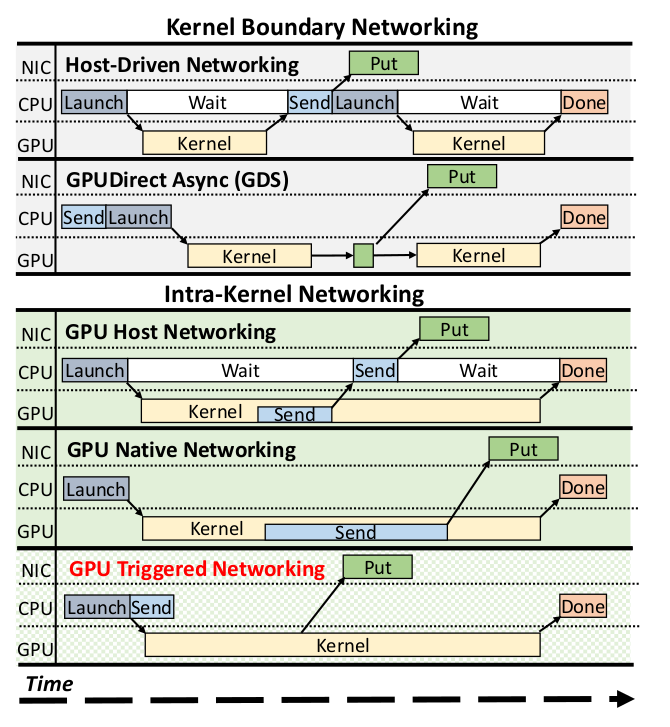 Kernel Boundary Networking
NIC Host-Driven Networking Put
CPU Launch Wait Send Launch Wait Done
GPU Kernel Kernel
NIC GPUDirect Async (GDS) Put
CPU Send Launch Done
GPU Kernel Kernel
Intra-Kernel Networking
NIC GPU Host Networking Put
CPU Launch Wait Send Wait Done
GPU Kernel Send
NIC GPU Native Networking Put
CPU Launch Done
GPU Kernel Send
NIC GPU Triggered Networking Put
CPU Launch Send Done
GPU Kernel
Time